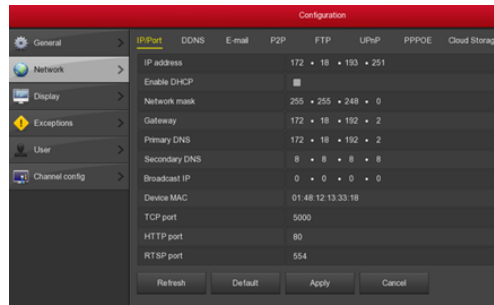 Configuration
General >
IP/Port DDNS E-mail P2P FTP UPnP PPPOE Cloud Storag
Network >
Display >
Exceptions >
User >
Channel config >
IP address 172 • 18 • 193 • 251
Enable DHCP
Network mask 255 • 255 • 248 • 0
Gateway 172 • 18 • 192 • 2
Primary DNS 172 • 18 • 192 • 2
Secondary DNS 8 • 8 • 8 • 8
Broadcast IP 0 • 0 • 0 • 0
Device MAC 01:48:12:13:33:18
TCP port 5000
HTTP port 80
RTSP port 554
Refresh Default Apply Cancel